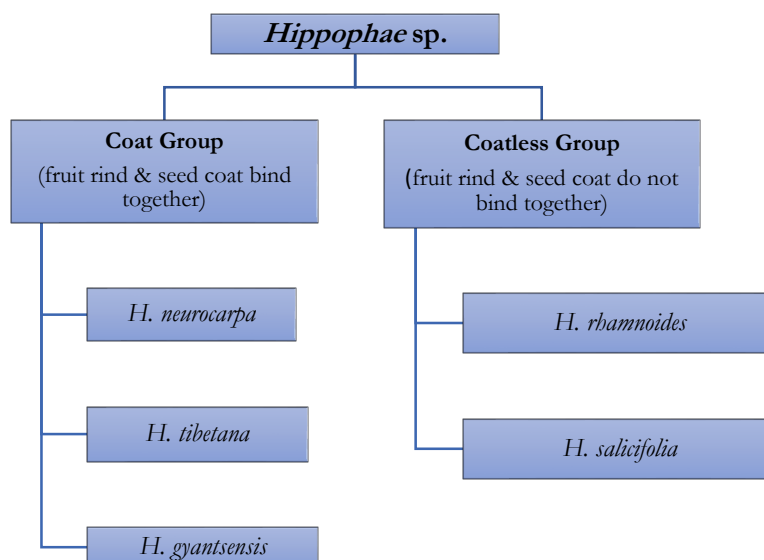 Hippophae sp.
Coat Group
(fruit rind & seed coat bind
together)
Coatless Group
(fruit rind & seed coat do not
bind together)
H. neurocarpa
H. rhamnoides
H. tibetana
H. salicifolia
H. gyantsensis